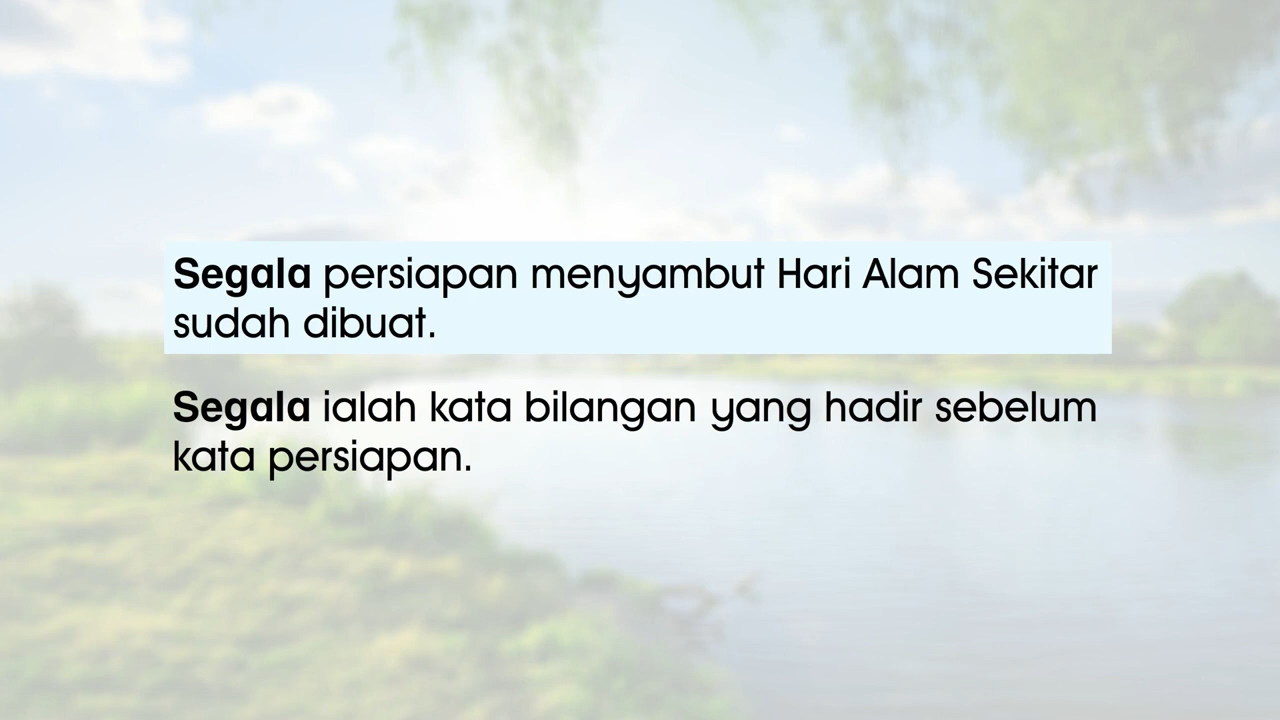 Segala persiapan menyambut Hari Alam Sekitar
sudah dibuat.
Segala ialah kata bilangan yang hadir sebelum
kata persiapan.